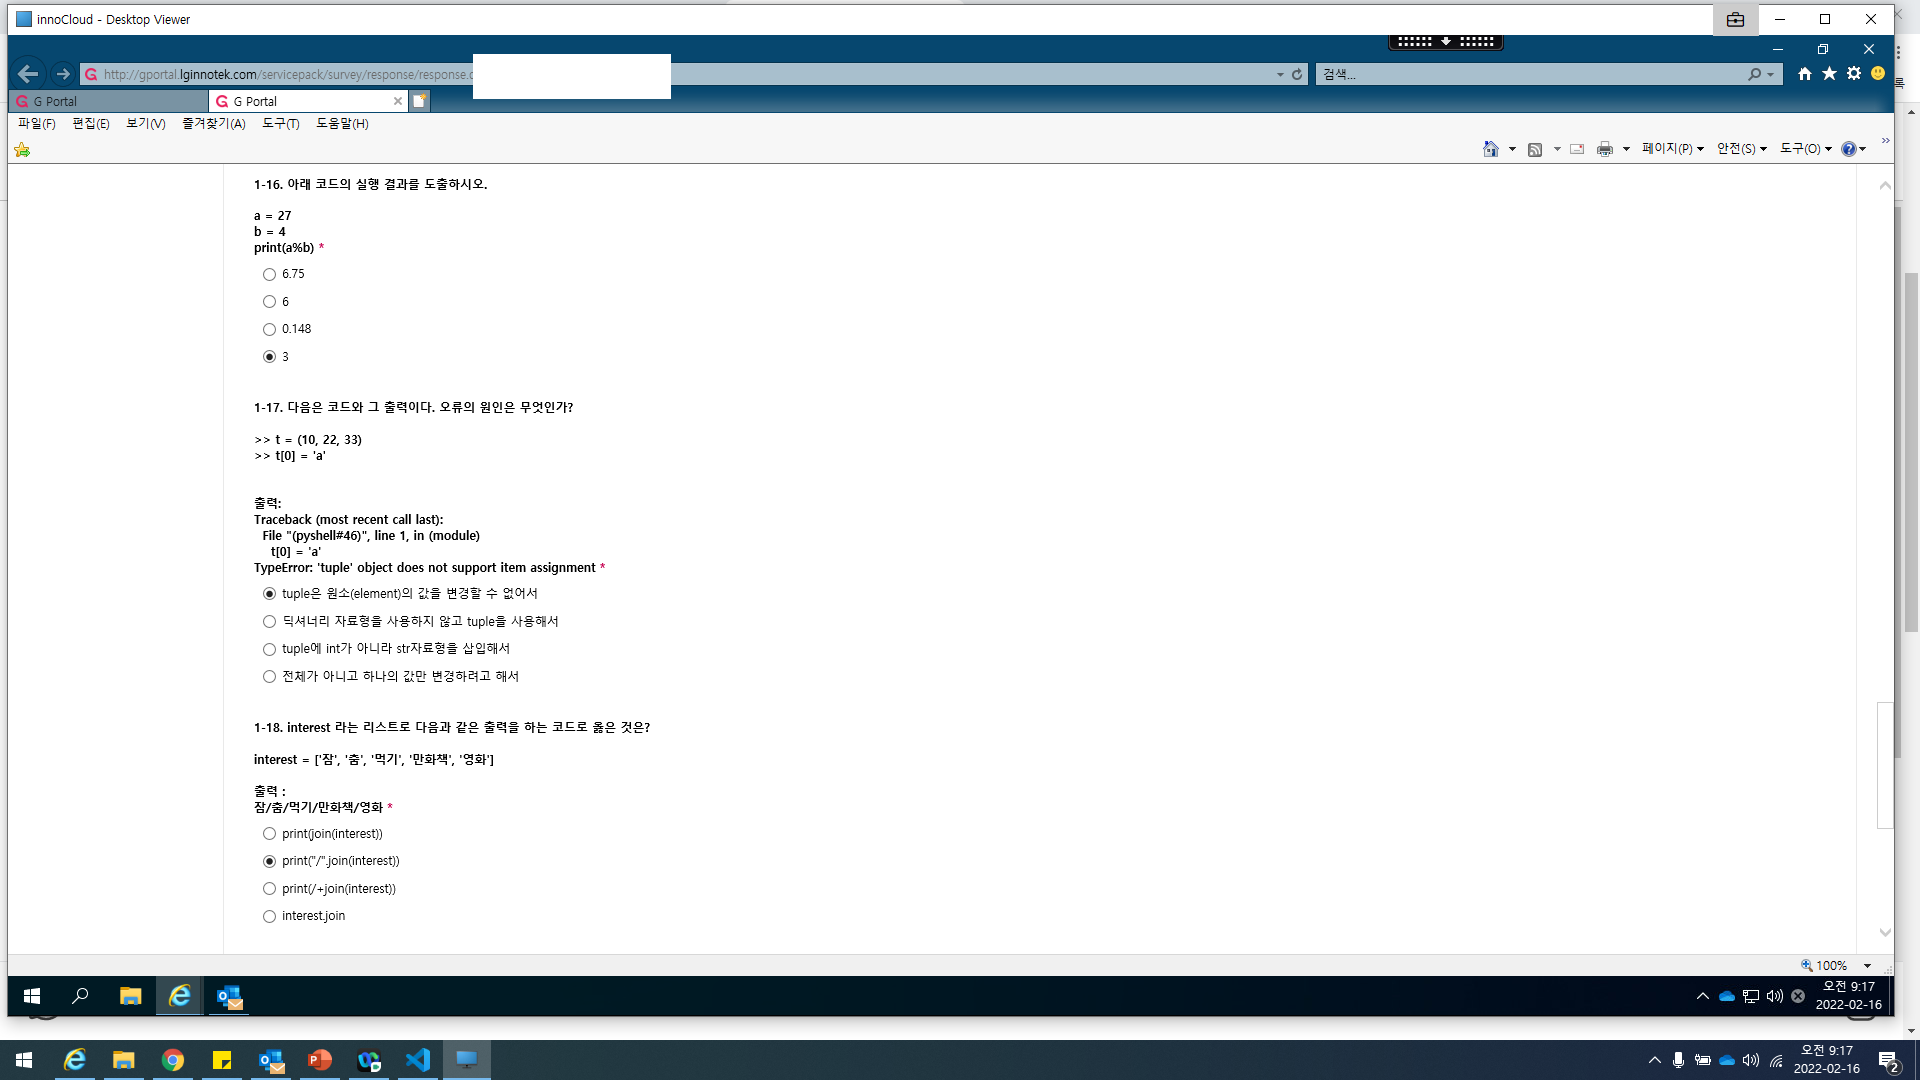 innoCloud - Desktop Viewer
http://gportal.lginnotek.com/servicepack/survey/response/response.
검색...
G Portal
G Portal
파일(F) 편집(E) 보기(V) 즐겨찾기(A) 도구(T) 도움말(H)
페이지(P) 안전(S) 도구(O)
1-16. 아래 코드의 실행 결과를 도출하시오.
a = 27
b = 4
print(a%b) *
6.75
6
0.148
3
1-17. 다음은 코드와 그 출력이다. 오류의 원인은 무엇인가?
>> t = (10, 22, 33)
>> t[0] = 'a'
출력:
Traceback (most recent call last):
File "(pyshell#46)", line 1, in (module)
t[0] = 'a'
TypeError: 'tuple' object does not support item assignment *
tuple은 원소(element)의 값을 변경할 수 없어서
딕셔너리 자료형을 사용하지 않고 tuple을 사용해서
tuple에 int가 아니라 str자료형을 삽입해서
전체가 아니고 하나의 값만 변경하려고 해서
1-18. interest 라는 리스트로 다음과 같은 출력을 하는 코드로 옳은 것은?
interest = ['잠', '춤', '먹기', '만화책', '영화']
출력 :
잠/춤/먹기/만화책/영화 *
print(join(interest))
print("/".join(interest))
print(/+join(interest))
interest.join
100%
오전 9:17
2022-02-16
오전 9:17
2022-02-16
2